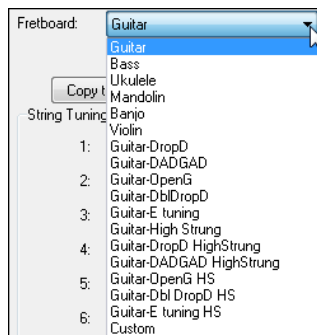 Fretboard: Guitar
Guitar
Bass
Ukulele
Copy t
Mandolin
String Tuning
Banjo
Violin
1: Guitar-DropD
Guitar-DADGAD
2: Guitar-OpenG
Guitar-DblDropD
3: Guitar-E tuning
Guitar-High Strung
4: Guitar-DropD HighStrung
Guitar-DADGAD HighStrung
5: Guitar-OpenG HS
Guitar-Dbl DropD HS
6: Guitar-E tuning HS
Custom